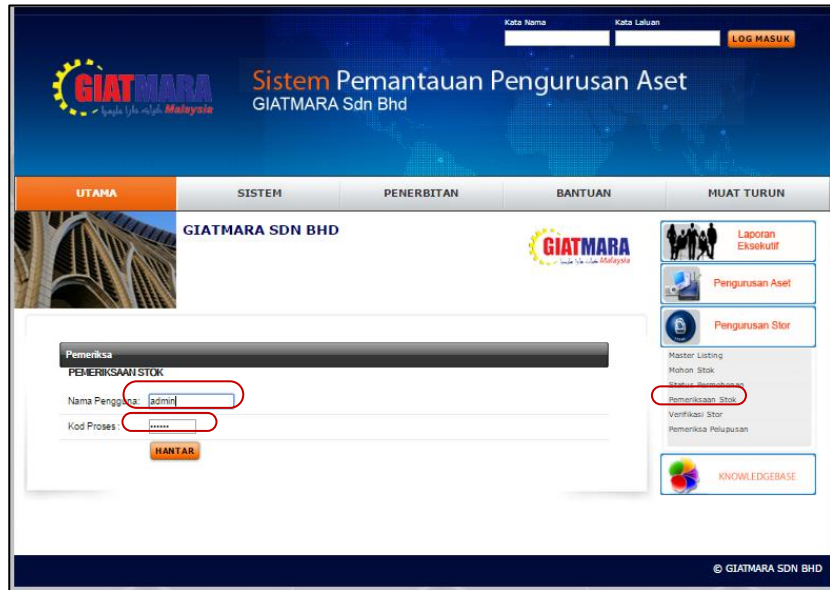 Kata Nama
Kata Laluan
LOG MASUK
GIATMARA
Malaysia
Sistem Pemantauan Pengurusan Aset
GIATMARA Sdn Bhd
UTAMA
SISTEM
PENERBITAN
BANTUAN
MUAT TURUN
GIATMARA SDN BHD
GIATMARA
Malaysia
Laporan
Eksekutif
Pengurusan Aset
Pengurusan Stor
Master Listing
Mohon Stok
Status Permohonan
Pemeriksaan Stok
Verifikasi Stor
Pemeriksa Pelupusan
KNOWLEDGEBASE
Pemeriksa
PEMERIKSAAN STOK
Nama Pengguna: admin
Kod Proses : ••••••
HANTAR
© GIATMARA SDN BHD